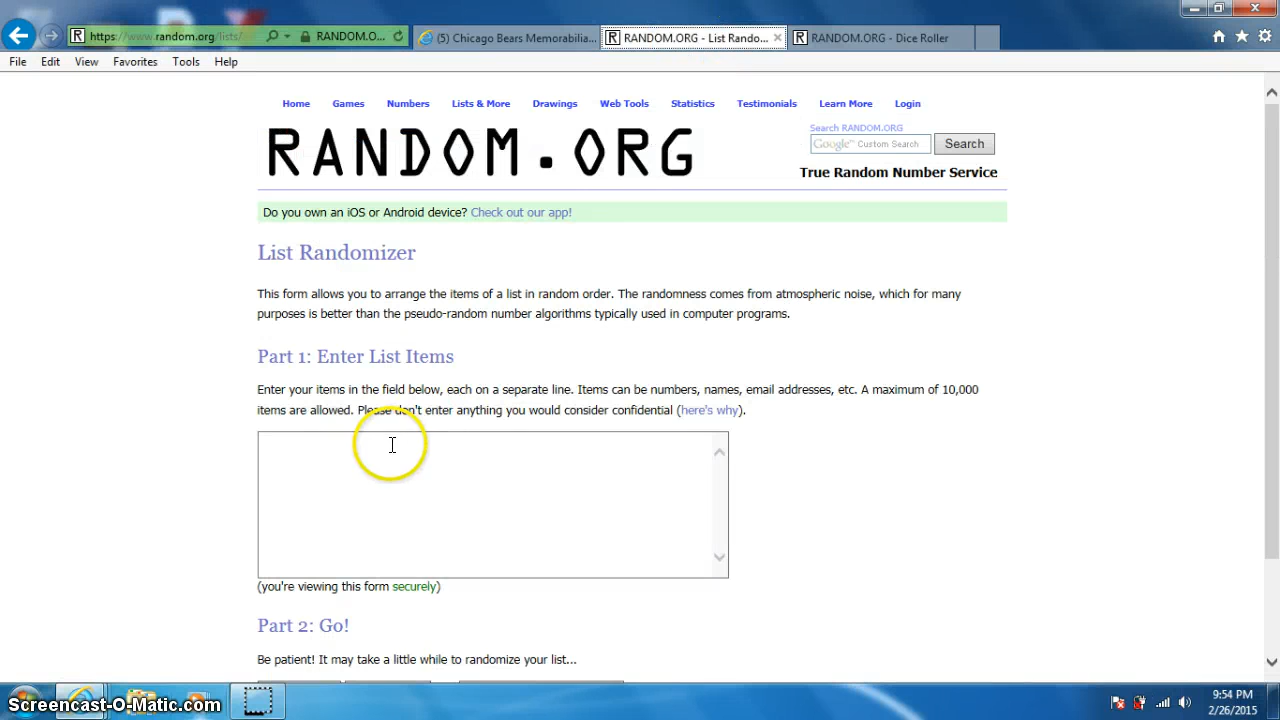 https://www.random.org/lists/
RANDOM.O...
(5) Chicago Bears Memorabilia...
RANDOM.ORG - List Rando...
RANDOM.ORG - Dice Roller
File Edit View Favorites Tools Help
Home Games Numbers Lists & More Drawings Web Tools Statistics Testimonials Learn More Login
RANDOM.ORG
Search RANDOM.ORG
Google™ Custom Search
Search
True Random Number Service
Do you own an iOS or Android device? Check out our app!
List Randomizer
This form allows you to arrange the items of a list in random order. The randomness comes from atmospheric noise, which for many
purposes is better than the pseudo-random number algorithms typically used in computer programs.
Part 1: Enter List Items
Enter your items in the field below, each on a separate line. Items can be numbers, names, email addresses, etc. A maximum of 10,000
items are allowed. Please don't enter anything you would consider confidential (here's why).
(you're viewing this form securely)
Part 2: Go!
Be patient! It may take a little while to randomize your list...
Screencast-O-Matic.com
9:54 PM
2/26/2015